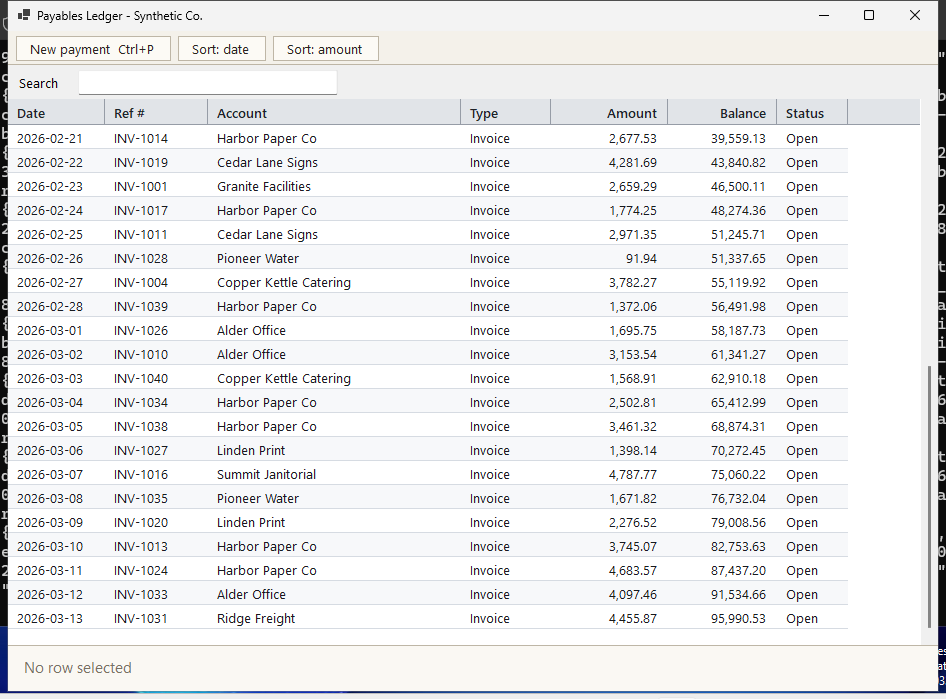 Payables Ledger - Synthetic Co.
New payment Ctrl+P Sort: date Sort: amount
Search
Date Ref # Account Type Amount Balance Status
2026-02-21 INV-1014 Harbor Paper Co Invoice 2,677.53 39,559.13 Open
2026-02-22 INV-1019 Cedar Lane Signs Invoice 4,281.69 43,840.82 Open
2026-02-23 INV-1001 Granite Facilities Invoice 2,659.29 46,500.11 Open
2026-02-24 INV-1017 Harbor Paper Co Invoice 1,774.25 48,274.36 Open
2026-02-25 INV-1011 Cedar Lane Signs Invoice 2,971.35 51,245.71 Open
2026-02-26 INV-1028 Pioneer Water Invoice 91.94 51,337.65 Open
2026-02-27 INV-1004 Copper Kettle Catering Invoice 3,782.27 55,119.92 Open
2026-02-28 INV-1039 Harbor Paper Co Invoice 1,372.06 56,491.98 Open
2026-03-01 INV-1026 Alder Office Invoice 1,695.75 58,187.73 Open
2026-03-02 INV-1010 Alder Office Invoice 3,153.54 61,341.27 Open
2026-03-03 INV-1040 Copper Kettle Catering Invoice 1,568.91 62,910.18 Open
2026-03-04 INV-1034 Harbor Paper Co Invoice 2,502.81 65,412.99 Open
2026-03-05 INV-1038 Harbor Paper Co Invoice 3,461.32 68,874.31 Open
2026-03-06 INV-1027 Linden Print Invoice 1,398.14 70,272.45 Open
2026-03-07 INV-1016 Summit Janitorial Invoice 4,787.77 75,060.22 Open
2026-03-08 INV-1035 Pioneer Water Invoice 1,671.82 76,732.04 Open
2026-03-09 INV-1020 Linden Print Invoice 2,276.52 79,008.56 Open
2026-03-10 INV-1013 Harbor Paper Co Invoice 3,745.07 82,753.63 Open
2026-03-11 INV-1024 Harbor Paper Co Invoice 4,683.57 87,437.20 Open
2026-03-12 INV-1033 Alder Office Invoice 4,097.46 91,534.66 Open
2026-03-13 INV-1031 Ridge Freight Invoice 4,455.87 95,990.53 Open
No row selected